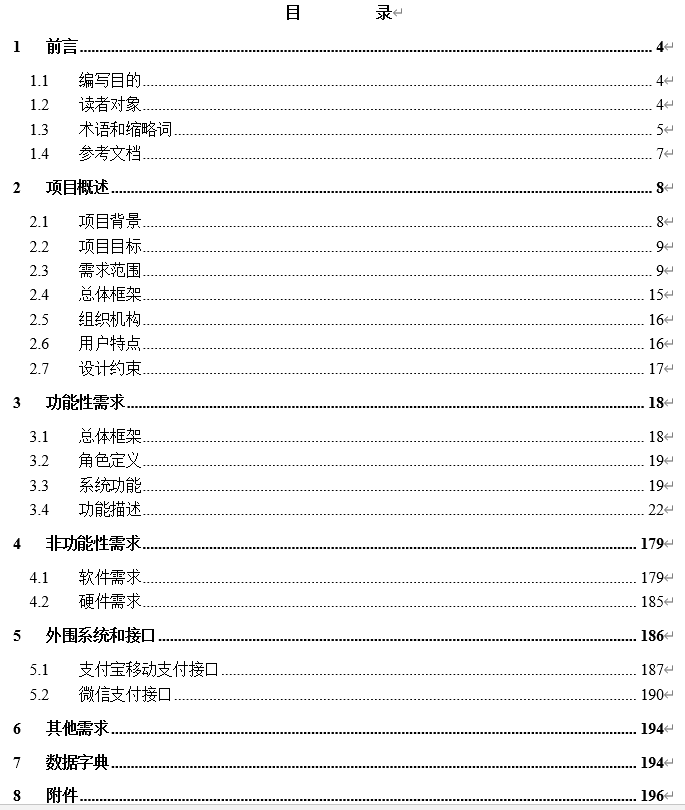 目 录
1 前言 4
1.1 编写目的 4
1.2 读者对象 4
1.3 术语和缩略词 5
1.4 参考文档 7
2 项目概述 8
2.1 项目背景 8
2.2 项目目标 9
2.3 需求范围 9
2.4 总体框架 15
2.5 组织机构 16
2.6 用户特点 16
2.7 设计约束 17
3 功能性需求 18
3.1 总体框架 18
3.2 角色定义 19
3.3 系统功能 19
3.4 功能描述 22
4 非功能性需求 179
4.1 软件需求 179
4.2 硬件需求 185
5 外围系统和接口 186
5.1 支付宝移动支付接口 187
5.2 微信支付接口 190
6 其他需求 194
7 数据字典 194
8 附件 196